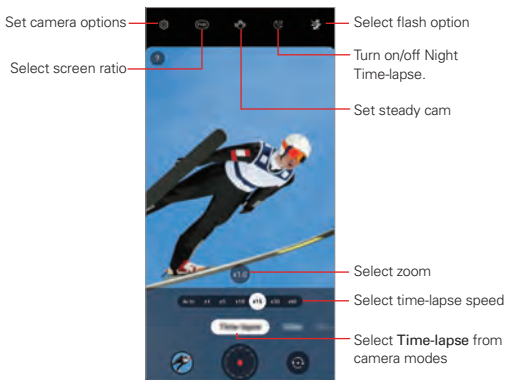 Set camera options
Select flash option
FHD
Turn on/off Night
Time-lapse.
Select screen ratio
?
Set steady cam
x1.0
Select zoom
Auto x1 x5 x10 x15 x30 x60
Select time-lapse speed
Time-lapse
Select Time-lapse from
camera modes